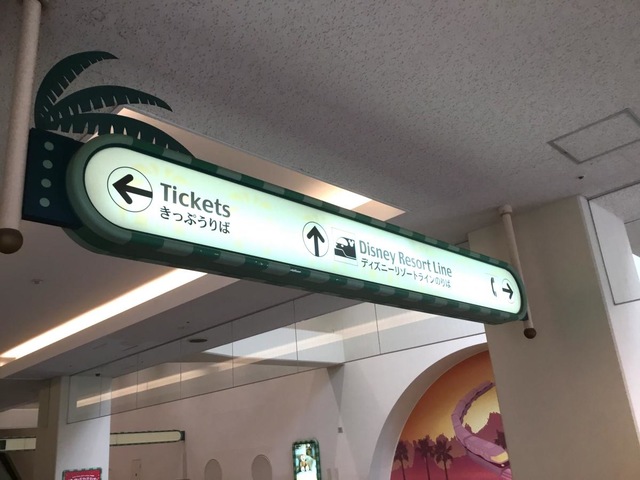 Tickets
きっぷうりば
Disney Resort Line
ディズニーリゾートラインのりば